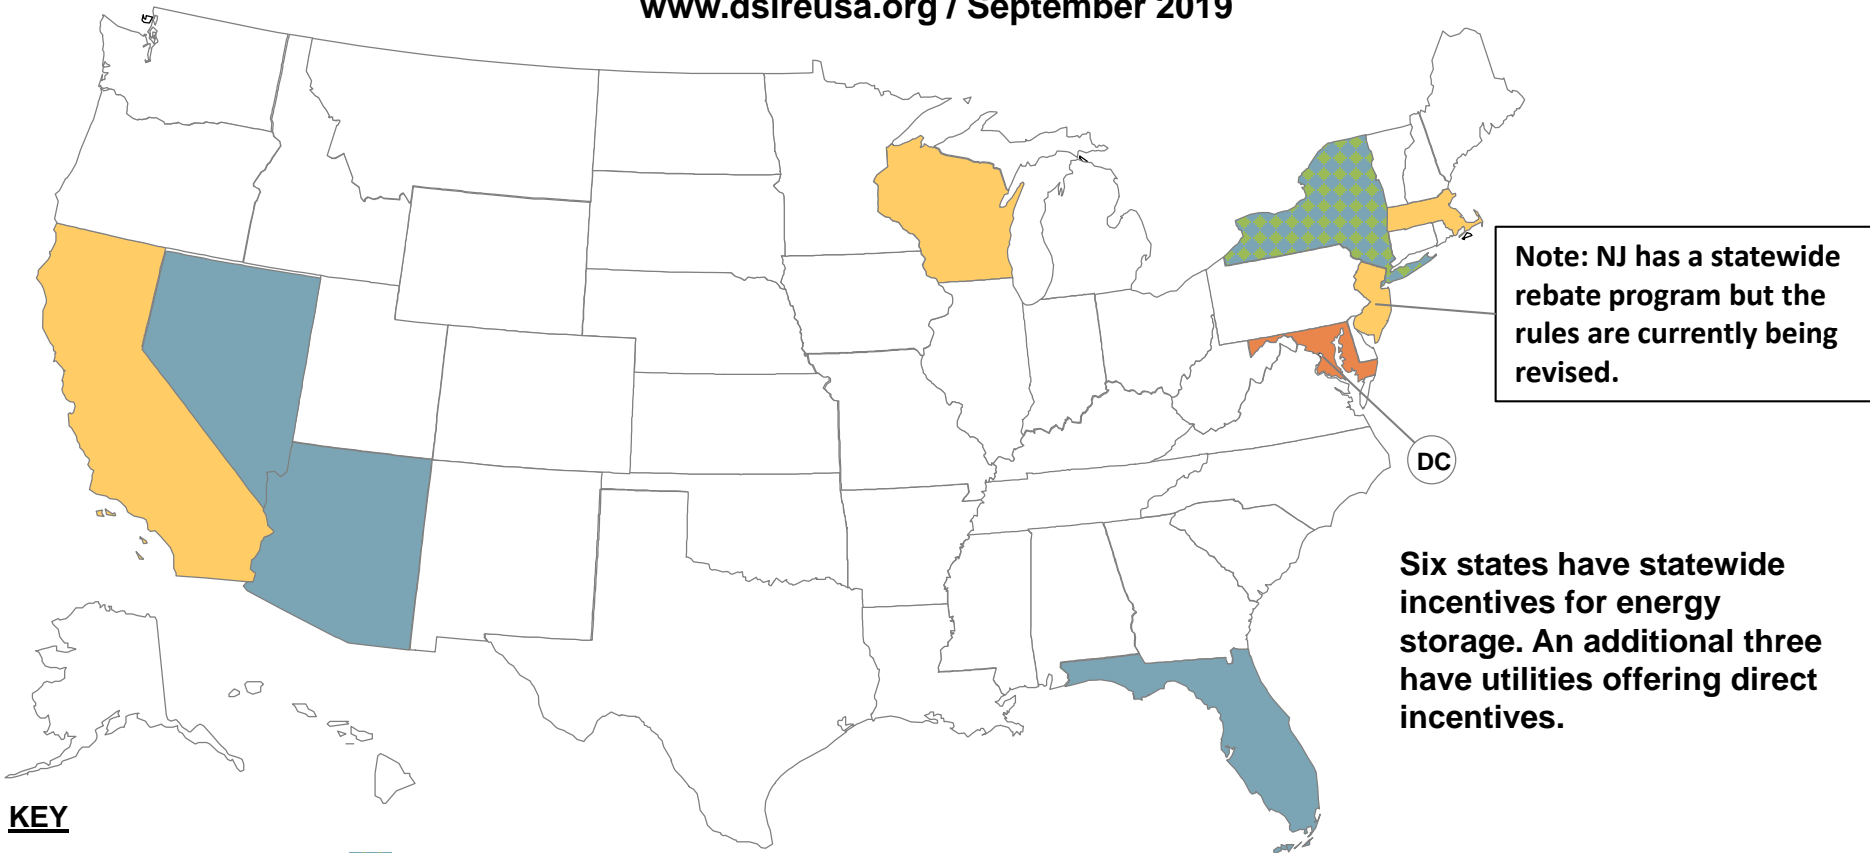 www.dsireusa.org / September 2019
Note: NJ has a statewide
rebate program but the
rules are currently being
revised.
DC
Six states have statewide
incentives for energy
storage. An additional three
have utilities offering direct
incentives.
KEY